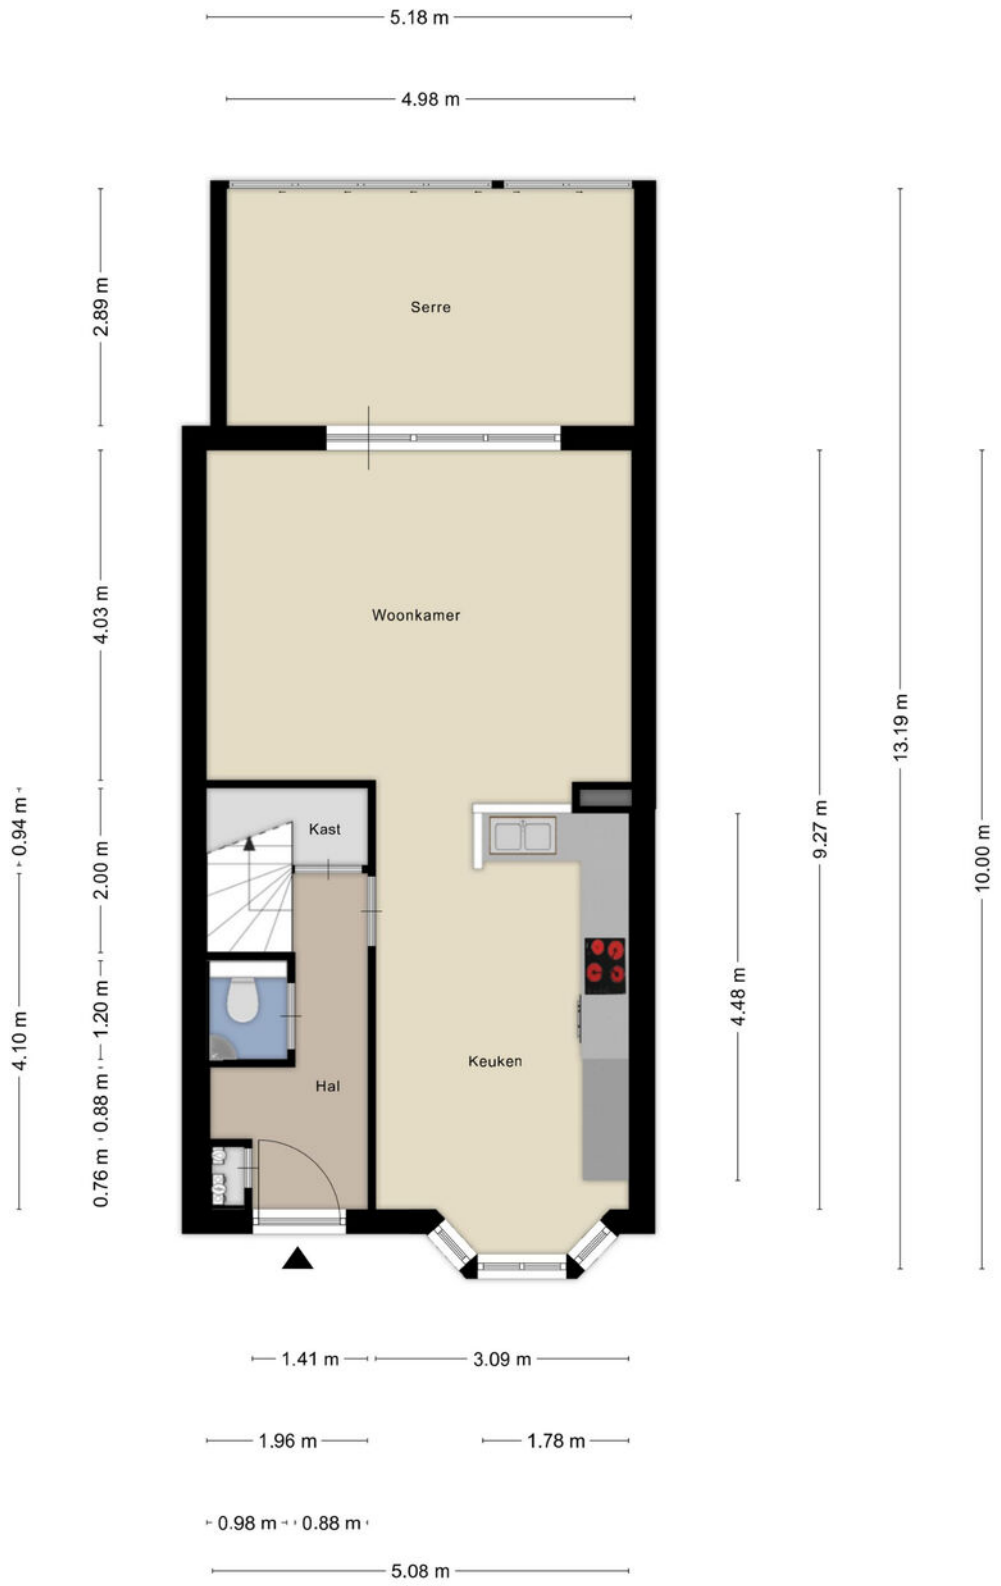 5.18 m
4.98 m
2.89 m
Serre
4.03 m
Woonkamer
13.19 m
9.27 m
10.00 m
0.94 m
2.00 m
Kast
4.48 m
4.10 m
1.20 m
Keuken
Hal
0.88 m
0.76 m
1.41 m
3.09 m
1.96 m
1.78 m
0.98 m
0.88 m
5.08 m